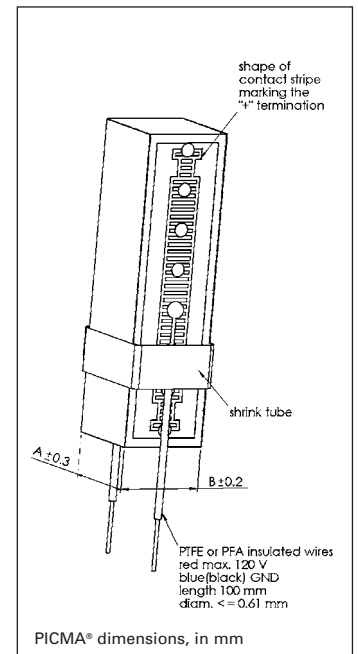 shape of
contact stripe
marking the
"+" termination
shrink tube
A ±0.3
B ±0.2
PTFE or PFA insulated wires
red max. 120 V
blue(black) GND
length 100 mm
diam. <= 0.61 mm
PICMA® dimensions, in mm